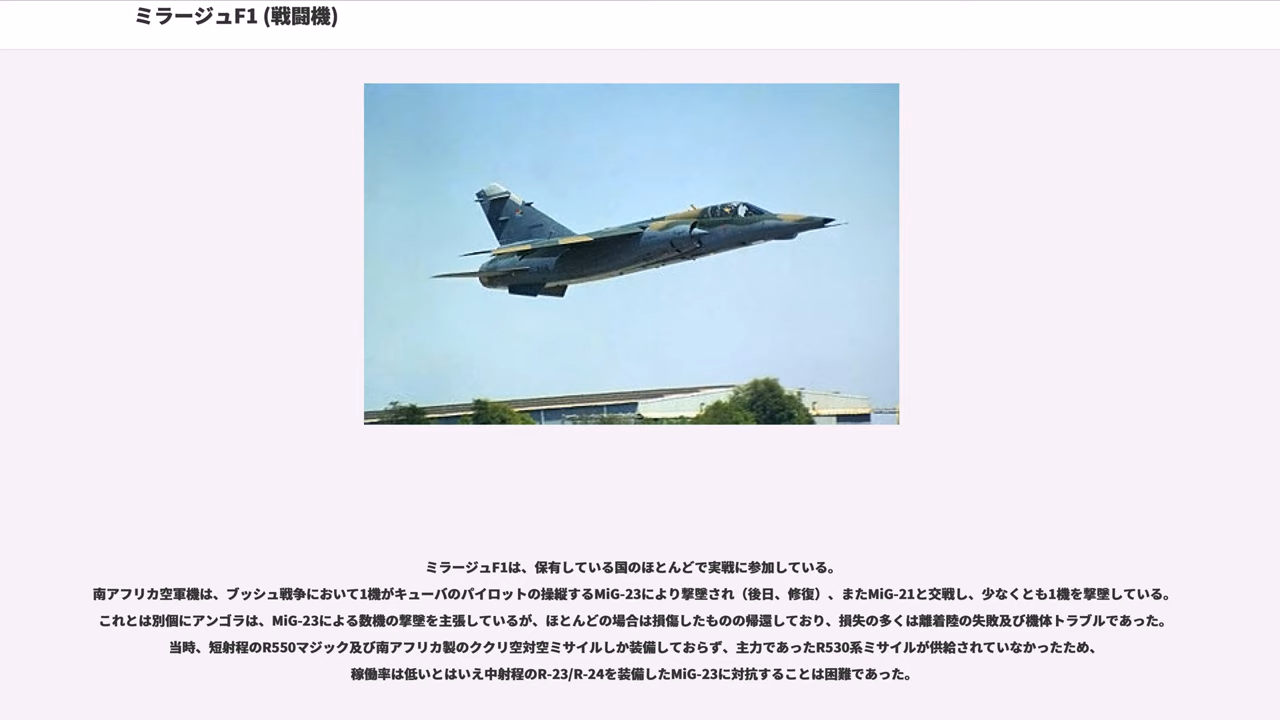 ミラージュF1 (戦闘機)
ミラージュF1は、保有している国のほとんどで実戦に参加している。
南アフリカ空軍機は、ブッシュ戦争において1機がキューバのパイロットの操縦するMiG-23により撃墜され（後日、修復）、またMiG-21と交戦し、少なくとも1機を撃墜している。
これとは別個にアンゴラは、MiG-23による数機の撃墜を主張しているが、ほとんどの場合は損傷したものの帰還しており、損失の多くは離着陸の失敗及び機体トラブルであった。
当時、短射程のR550マジック及び南アフリカ製のククリ空対空ミサイルしか装備しておらず、主力であったR530系ミサイルが供給されていなかったため、
稼働率は低いとはいえ中射程のR-23/R-24を装備したMiG-23に対抗することは困難であった。